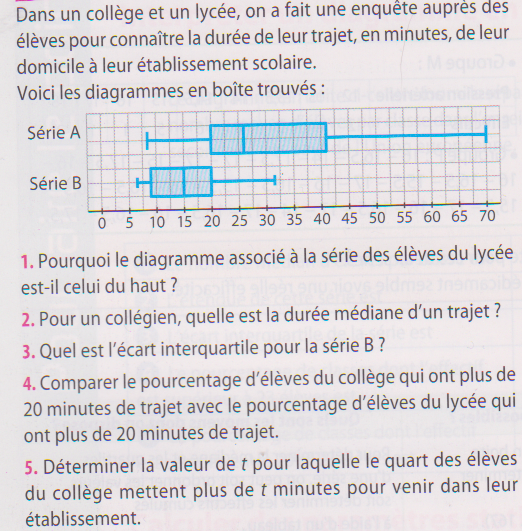 Dans un collège et un lycée, on a fait une enquête auprès des
élèves pour connaître la durée de leur trajet, en minutes, de leur
domicile à leur établissement scolaire.
Voici les diagrammes en boîte trouvés :
Série A
Série B
0 5 10 15 20 25 30 35 40 45 50 55 60 65 70
1. Pourquoi le diagramme associé à la série des élèves du lycée
est-il celui du haut ?
2. Pour un collégien, quelle est la durée médiane d'un trajet ?
3. Quel est l'écart interquartile pour la série B ?
4. Comparer le pourcentage d'élèves du collège qui ont plus de
20 minutes de trajet avec le pourcentage d'élèves du lycée qui
ont plus de 20 minutes de trajet.
5. Déterminer la valeur de t pour laquelle le quart des élèves
du collège mettent plus de t minutes pour venir dans leur
établissement.